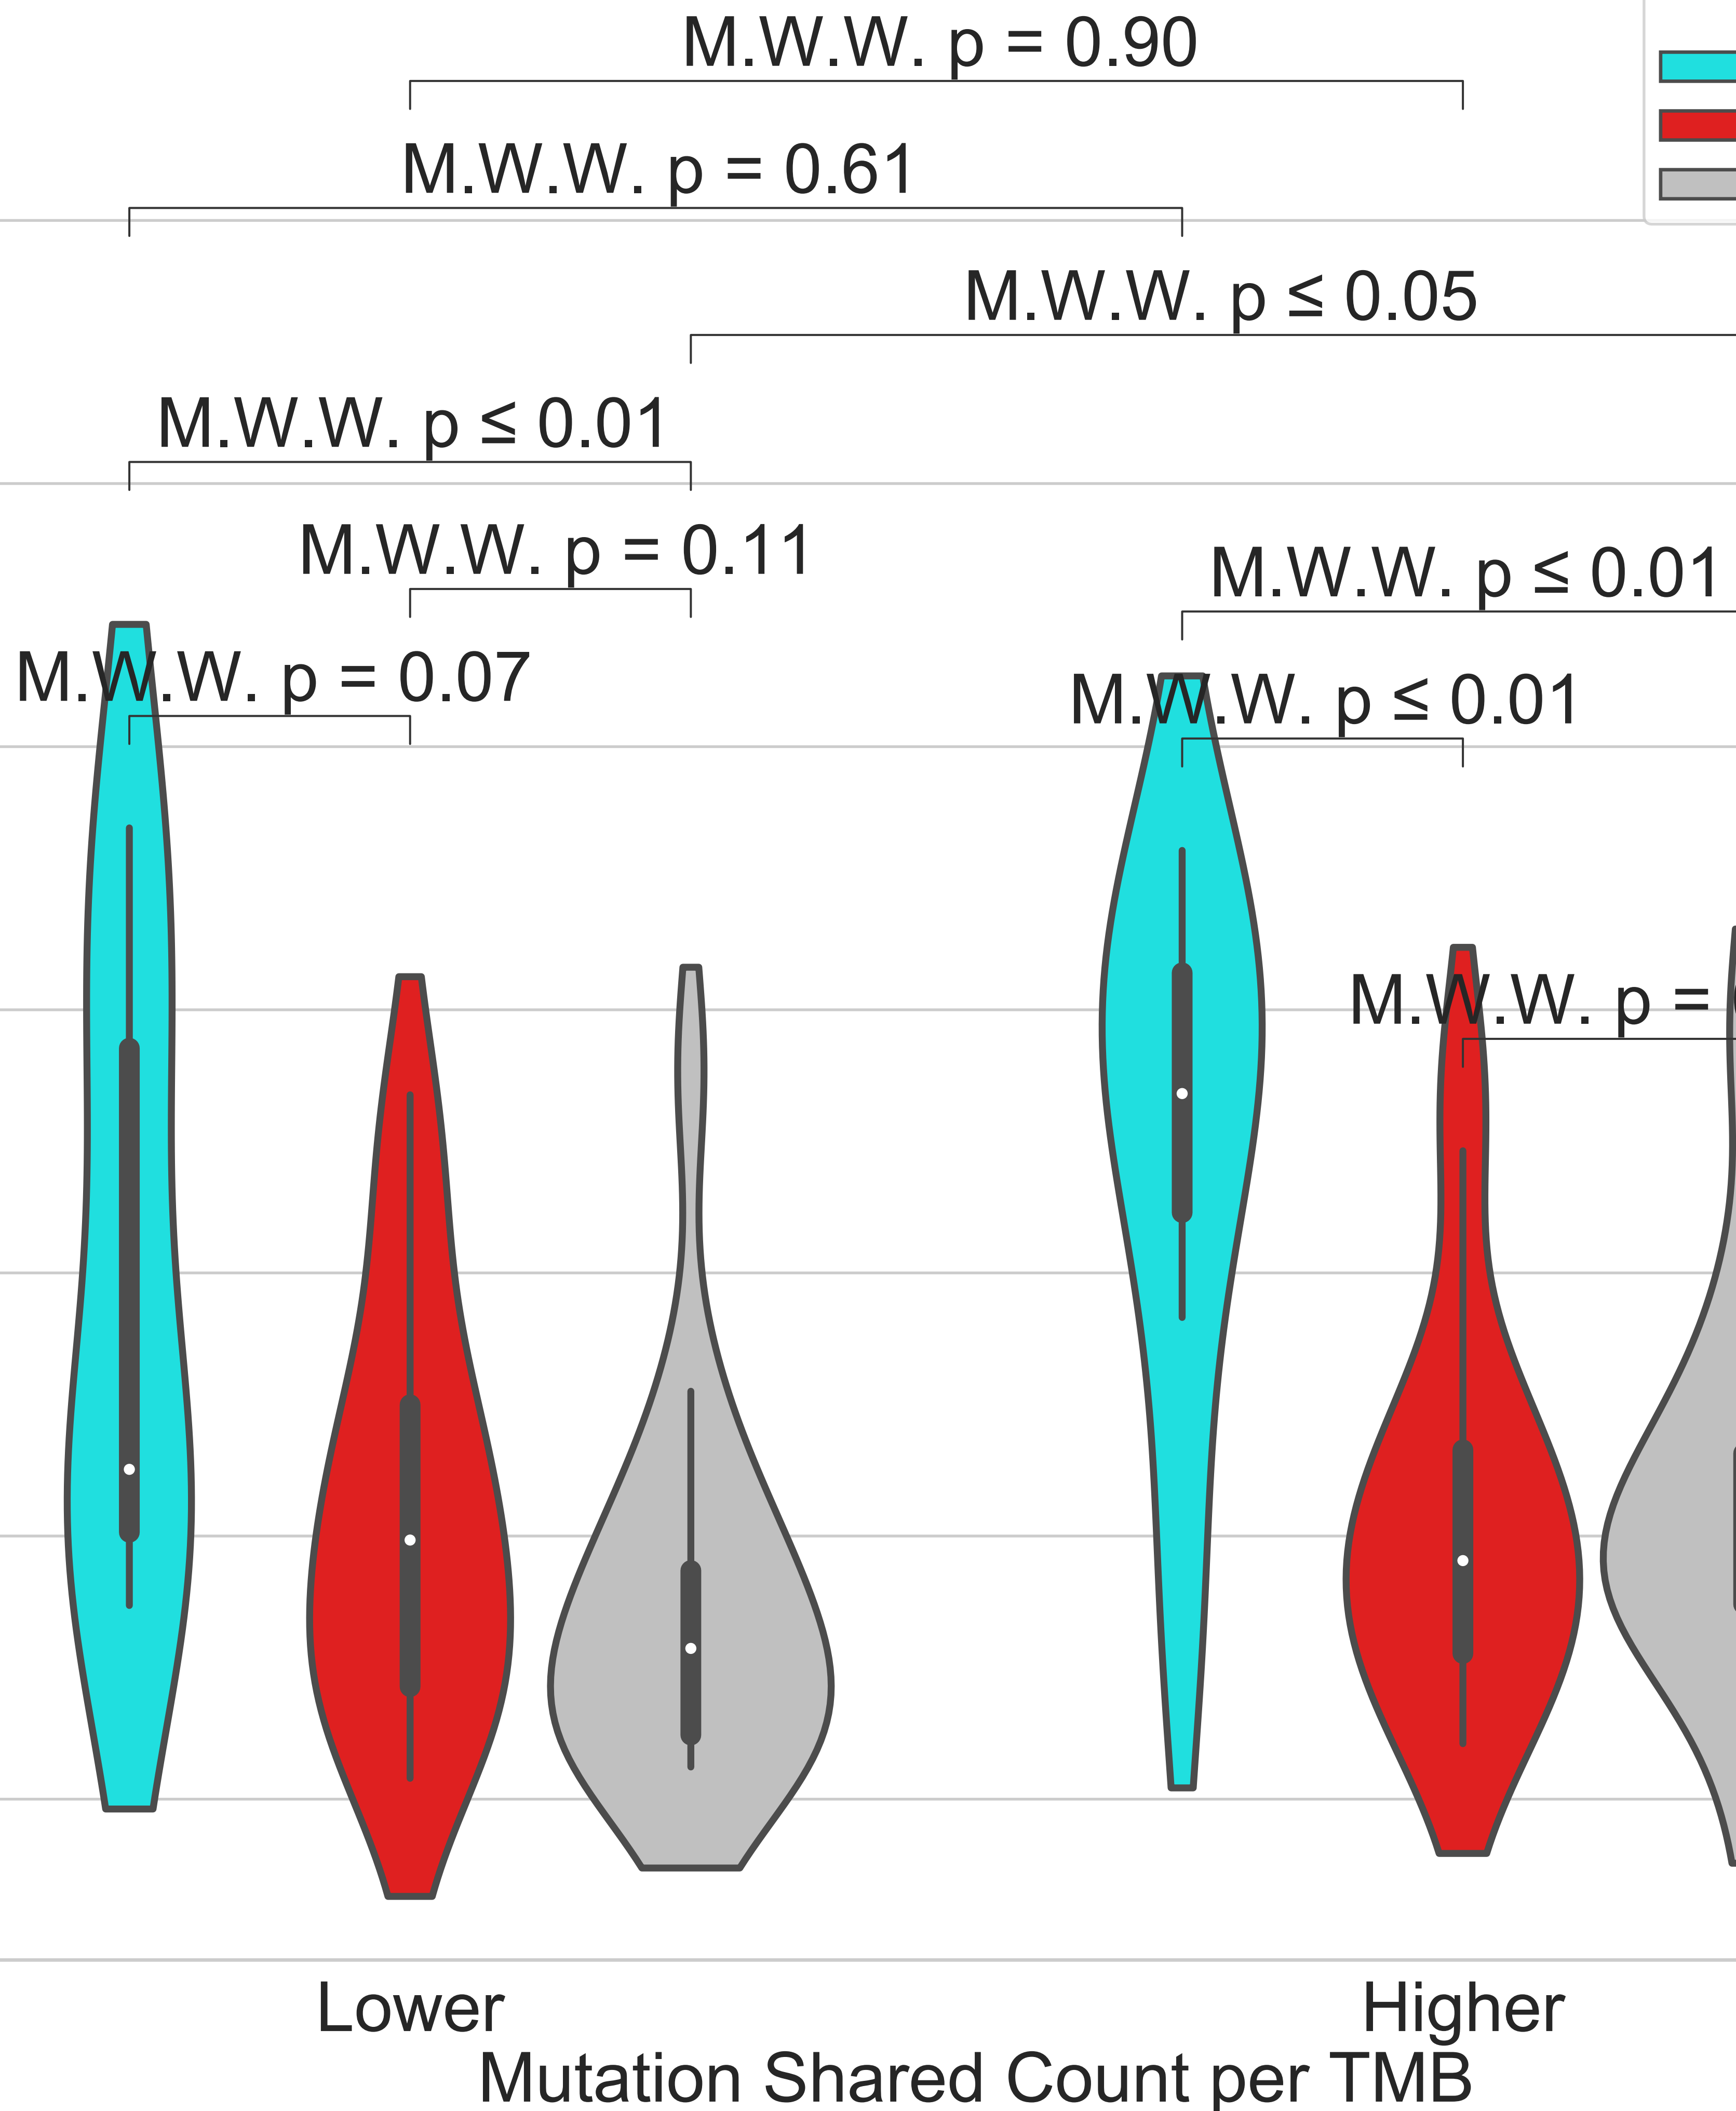 M.W.W. p = 0.90
M.W.W. p = 0.61
M.W.W. p ≤ 0.05
M.W.W. p ≤ 0.01
M.W.W. p = 0.11
M.W.W. p ≤ 0.01
M.W.W. p = 0.07
M.W.W. p ≤ 0.01
M.W.W. p =
Lower
Higher
Mutation Shared Count per TMB